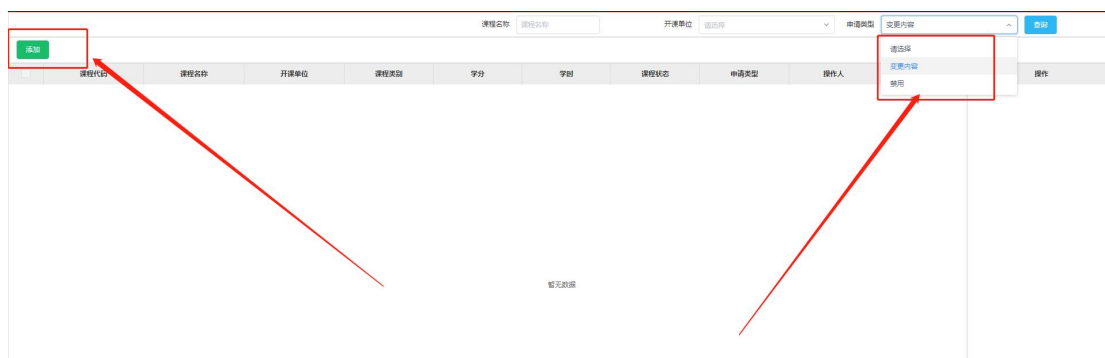 课程名称 课程名称 开课单位 请选择 申请类型 变更内容 查询
添加
请选择
变更内容
禁用
课程代码 课程名称 开课单位 课程类别 学分 学时 课程状态 申请类型 操作人 操作
暂无数据